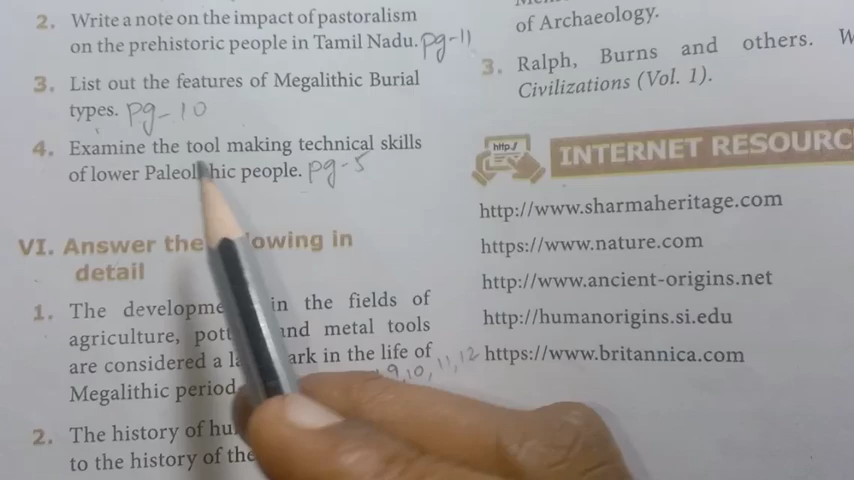 2. Write a note on the impact of pastoralism
on the prehistoric people in Tamil Nadu. pg-11
3. List out the features of Megalithic Burial
types. pg-10
4. Examine the tool making technical skills
of lower Paleol hic people. pg-5
VI. Answer the lowing in
detail
1. The developme in the fields of
agriculture, pott and metal tools
are considered a la ark in the life of
Megalithic period 9,10,11,12
2. The history of hu
to the history of the
of Archaeology.
3. Ralph, Burns and others. W
Civilizations (Vol. 1).
http:/
INTERNET RESOURC
http://www.sharmaheritage.com
https://www.nature.com
http://www.ancient-origins.net
http://humanorigins.si.edu
https://www.britannica.com